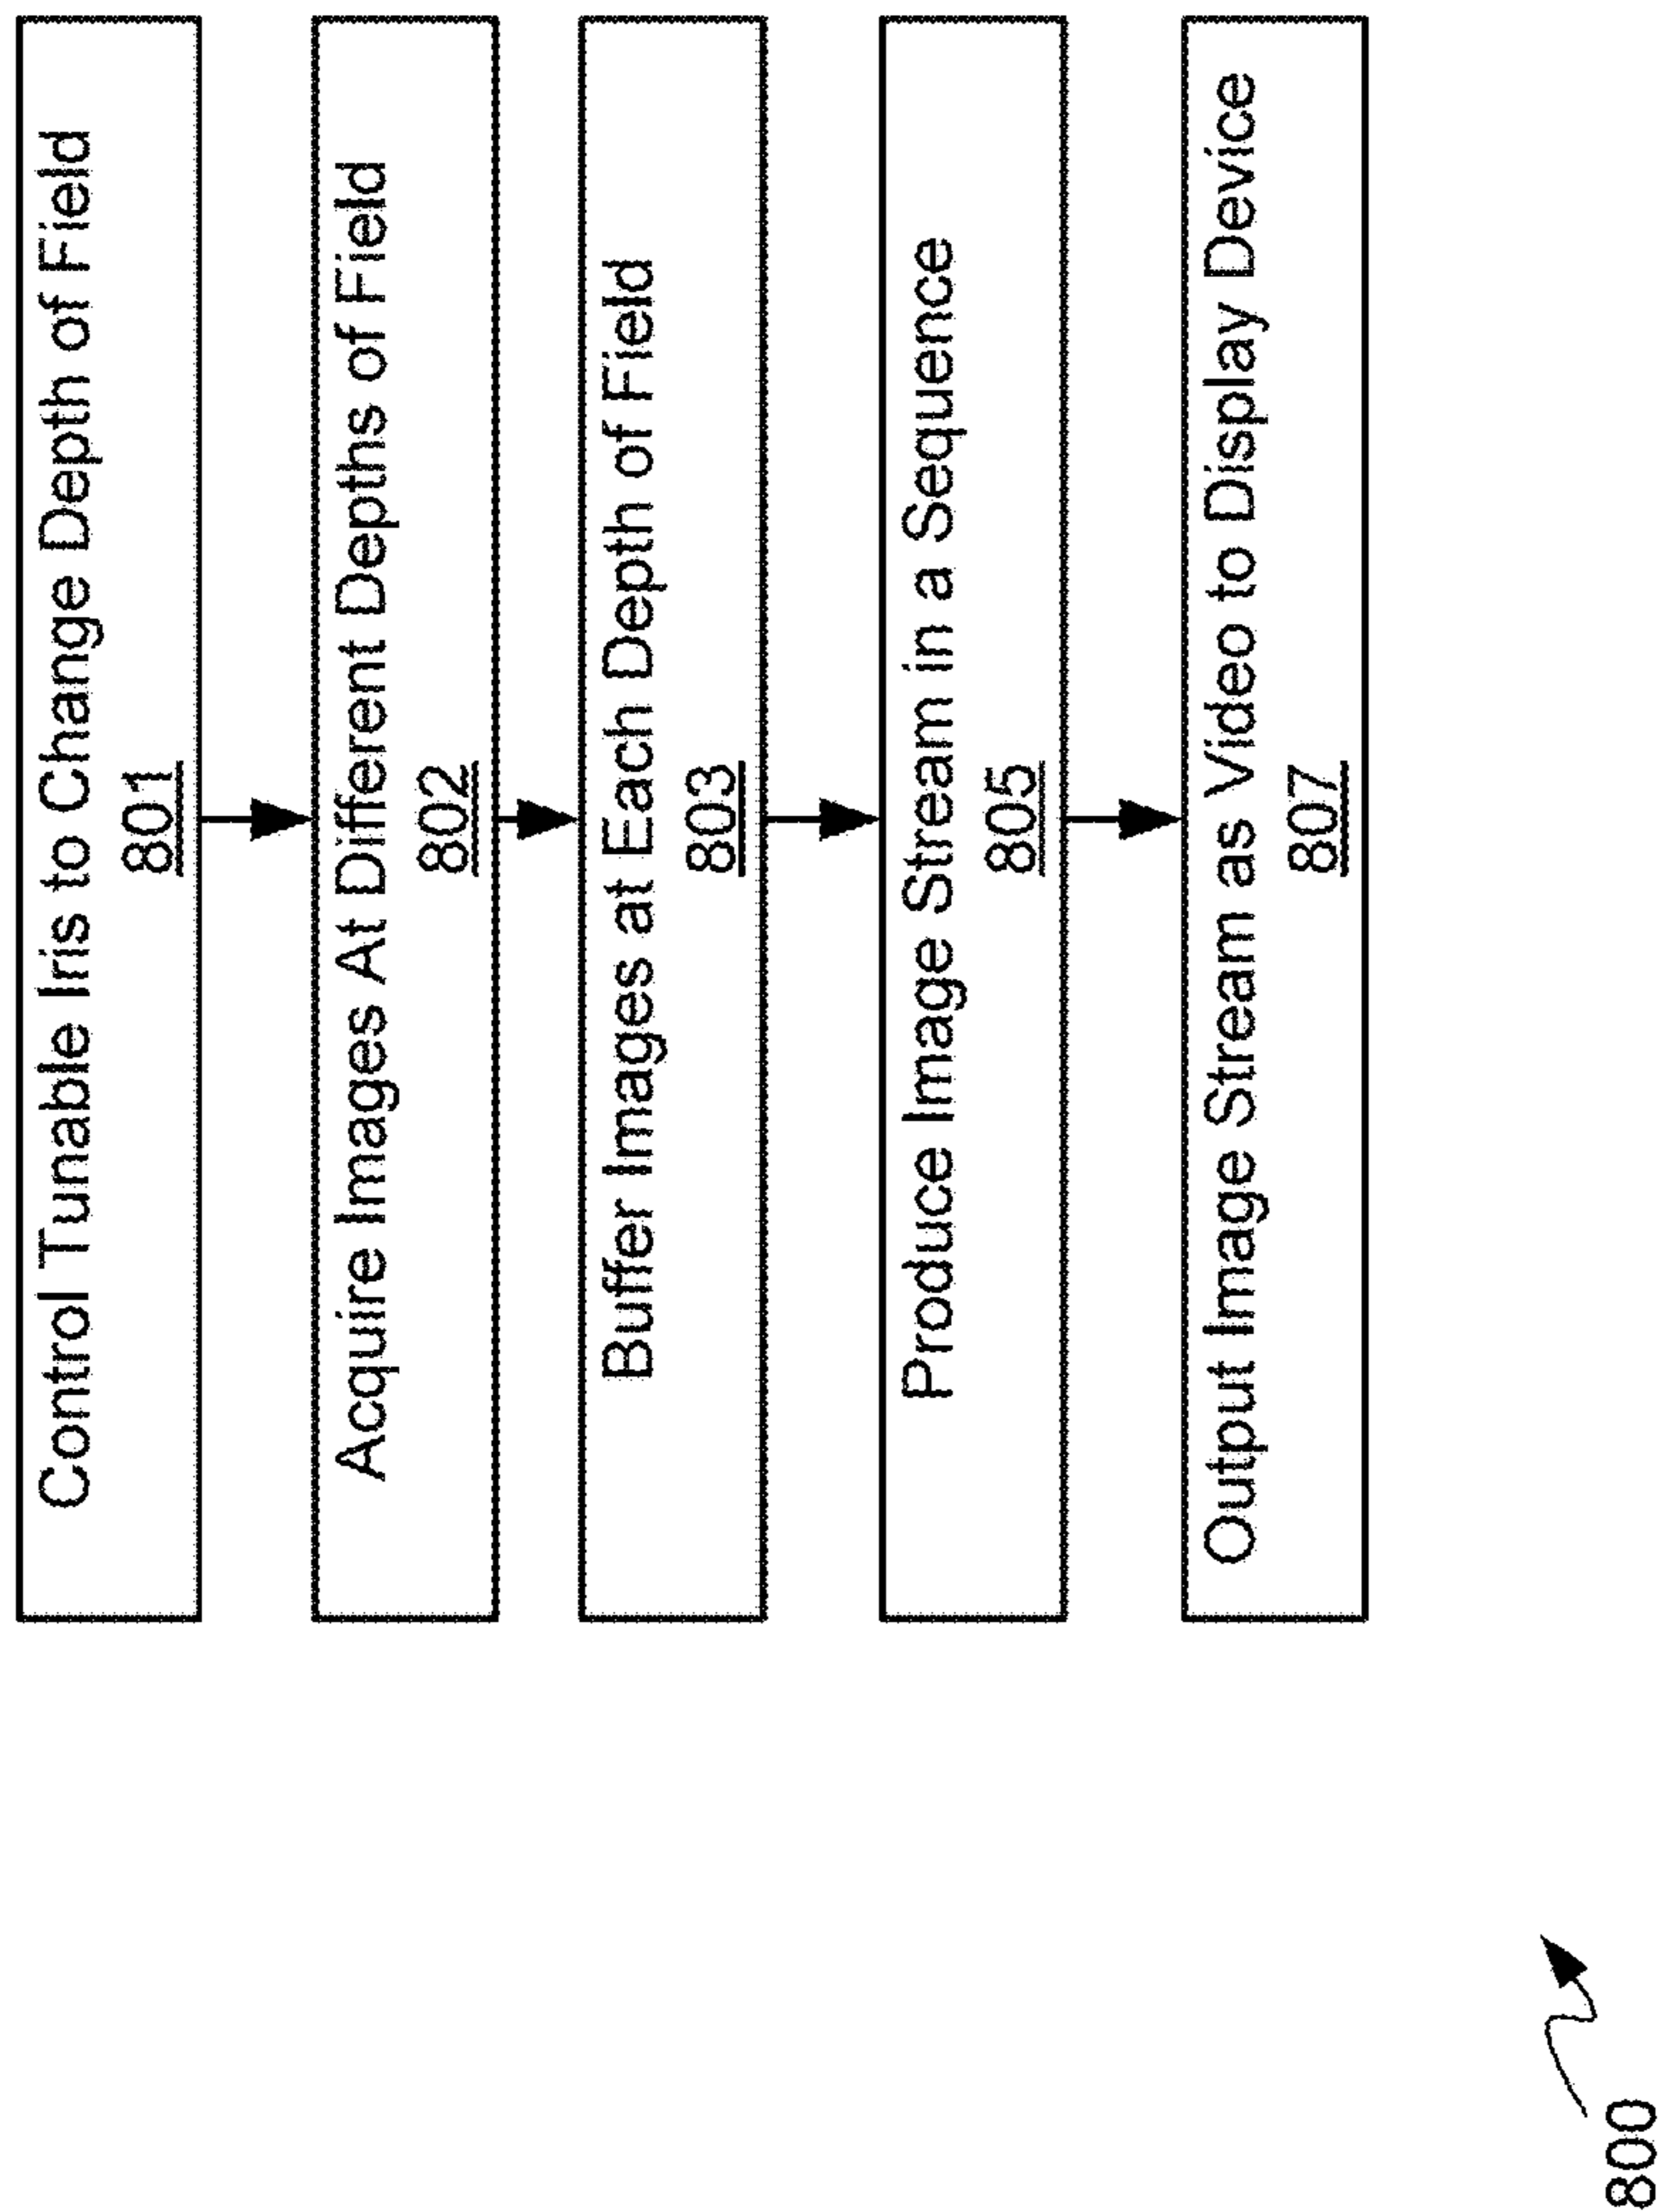 Control Tunable Iris to Change Depth of Field
801
Acquire Images At Different Depths of Field
802
Buffer Images at Each Depth of Field
803
Produce Image Stream in a Sequence
805
Output Image Stream as Video to Display Device
807
800